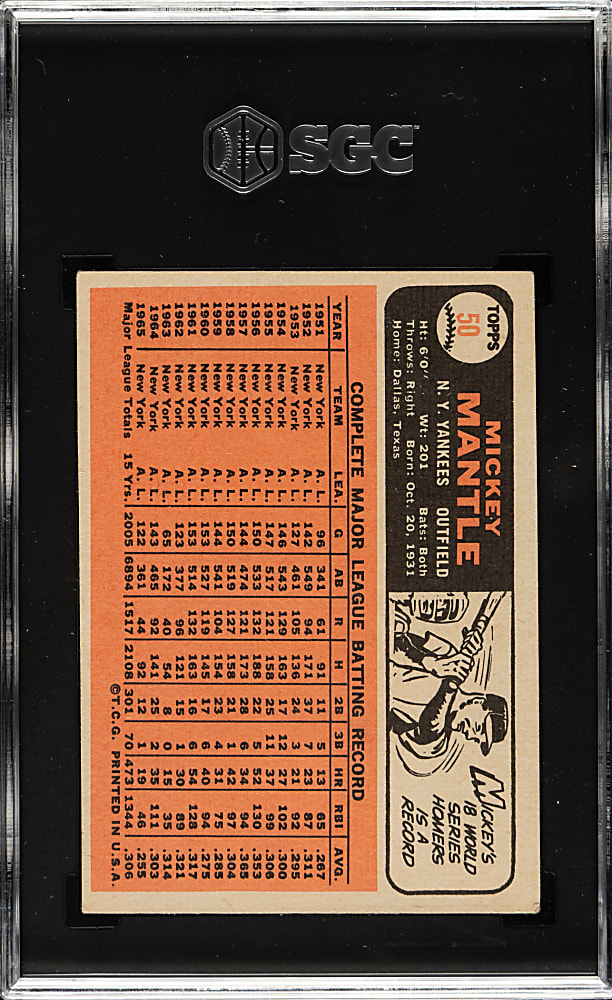 SGC
TOPPS
50
MICKEY
MANTLE
N. Y. YANKEES OUTFIELD
Ht: 6'0" Wt: 201 Bats: Both
Throws: Right Born: Oct. 20, 1931
Home: Dallas, Texas
MICKEY'S
18 WORLD
SERIES
HOMERS
IS A
RECORD
COMPLETE MAJOR LEAGUE BATTING RECORD
YEAR TEAM LEA. G AB R H 2B 3B HR RBI AVG.
1951 New York A. L. 96 341 61 91 11 5 13 65 .267
1952 New York A. L. 142 549 94 171 37 7 23 87 .311
1953 New York A. L. 127 461 105 136 24 3 21 92 .295
1954 New York A. L. 146 543 129 163 17 12 27 102 .300
1955 New York A. L. 147 517 121 158 25 11 37 99 .306
1956 New York A. L. 150 533 132 188 22 5 52 130 .353
1957 New York A. L. 144 474 121 173 28 6 34 94 .365
1958 New York A. L. 150 519 127 158 21 1 42 97 .304
1959 New York A. L. 144 541 104 154 23 4 31 75 .285
1960 New York A. L. 153 527 119 145 17 6 40 94 .275
1961 New York A. L. 153 514 132 163 16 6 54 128 .317
1962 New York A. L. 123 377 96 121 15 1 30 89 .321
1963 New York A. L. 65 172 40 54 8 0 15 35 .314
1964 New York A. L. 143 465 92 141 25 2 35 111 .303
1965 New York A. L. 122 361 44 92 12 1 19 46 .255
Major League Totals 15 Yrs. 2005 6894 1517 2108 301 70 473 1344 .306
©T.C.G. PRINTED IN U.S.A.